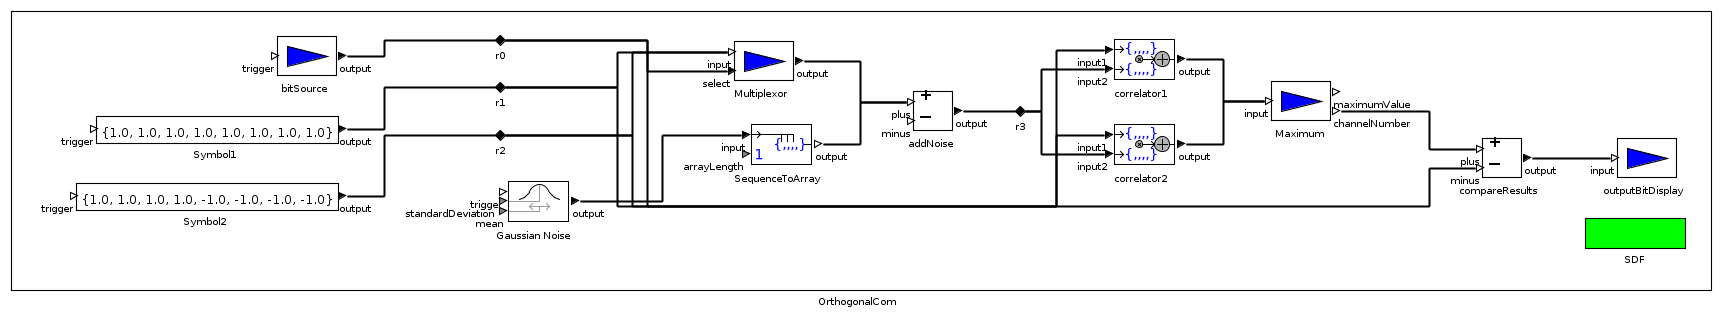 trigger
output
bitSource
r0
trigger
{1.0, 1.0, 1.0, 1.0, 1.0, 1.0, 1.0, 1.0}
output
Symbol1
r1
trigger
{1.0, 1.0, 1.0, 1.0, -1.0, -1.0, -1.0, -1.0}
output
Symbol2
r2
trigge
standardDeviation
mean
output
Gaussian Noise
input
select
output
Multiplexor
input
arrayLength
1
{,,,,}
output
SequenceToArray
+
−
plus
minus
output
addNoise
r3
{,,,,}
{,,,,}
input1
input2
output
correlator1
{,,,,}
{,,,,}
input1
input2
output
correlator2
input
maximumValue
channelNumber
Maximum
+
−
plus
minus
output
compareResults
input
outputBitDisplay
SDF
OrthogonalCom